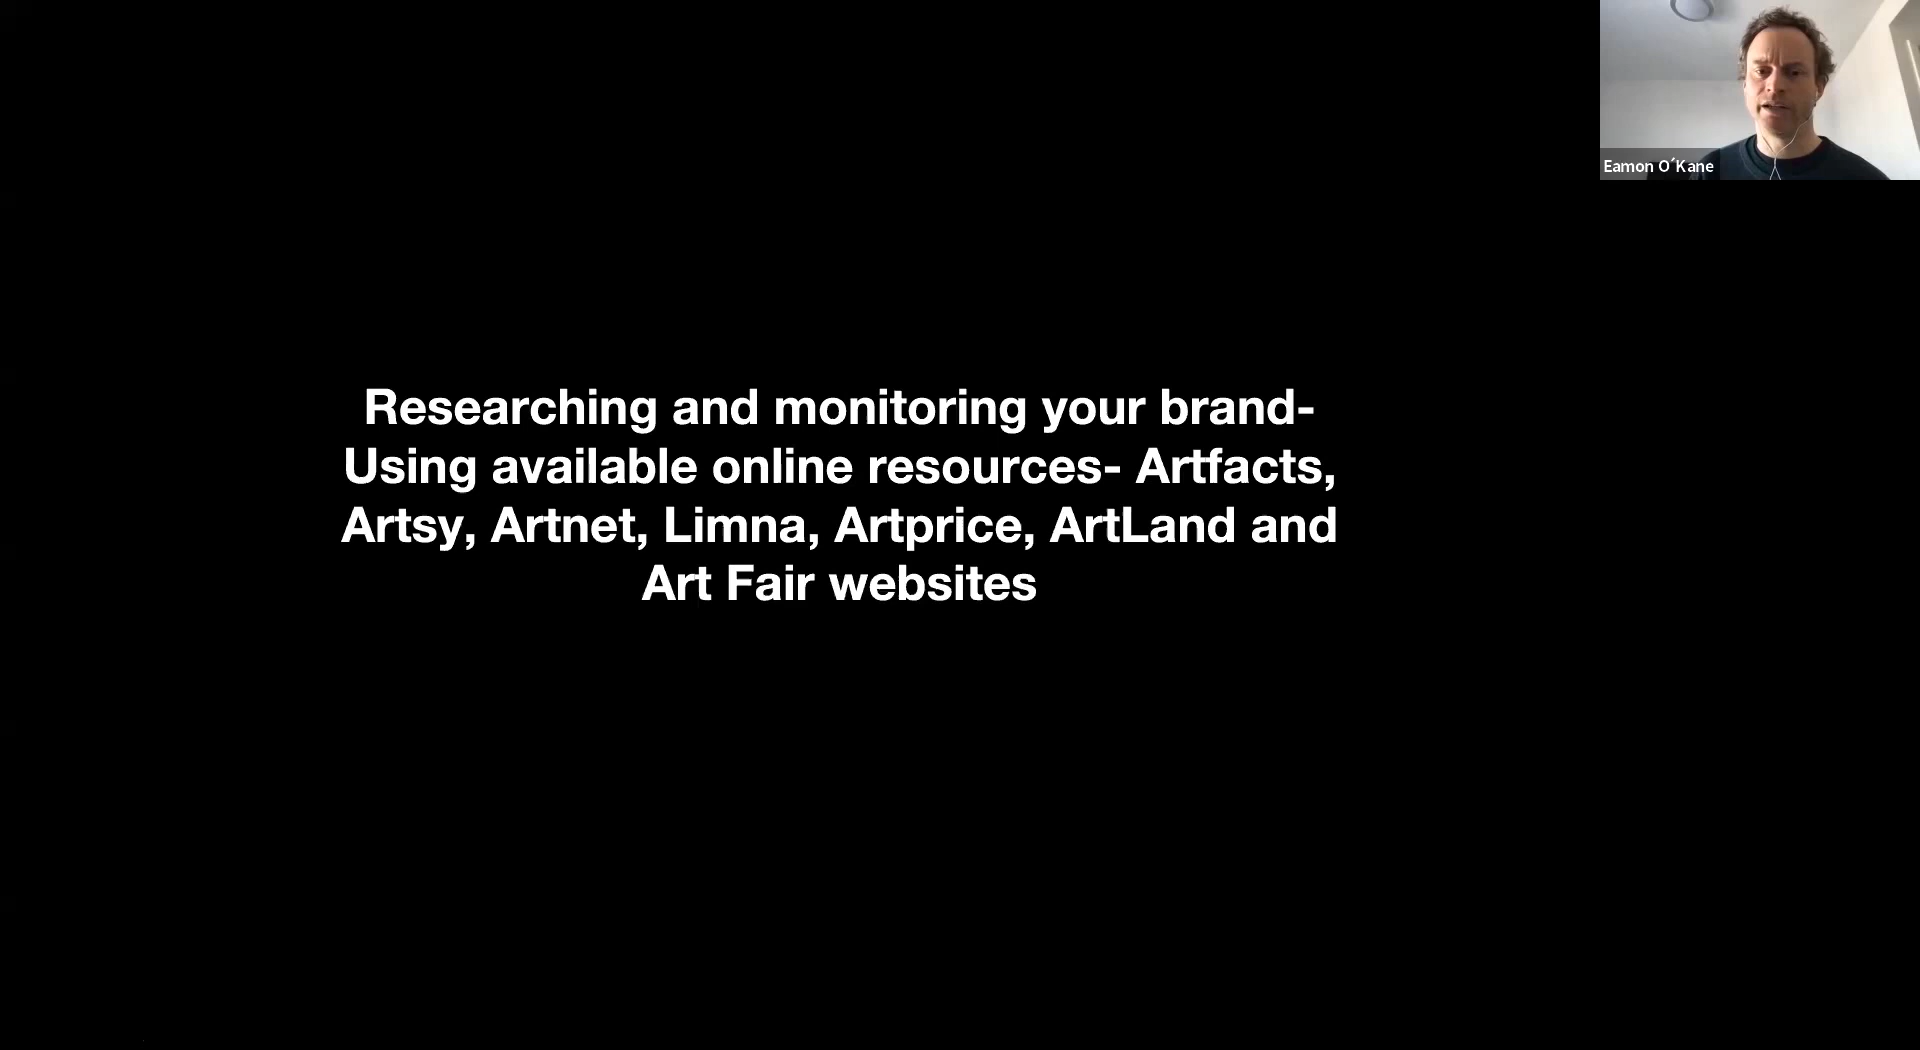 Eamon O´Kane
Researching and monitoring your brand-
Using available online resources- Artfacts,
Artsy, Artnet, Limna, Artprice, ArtLand and
Art Fair websites